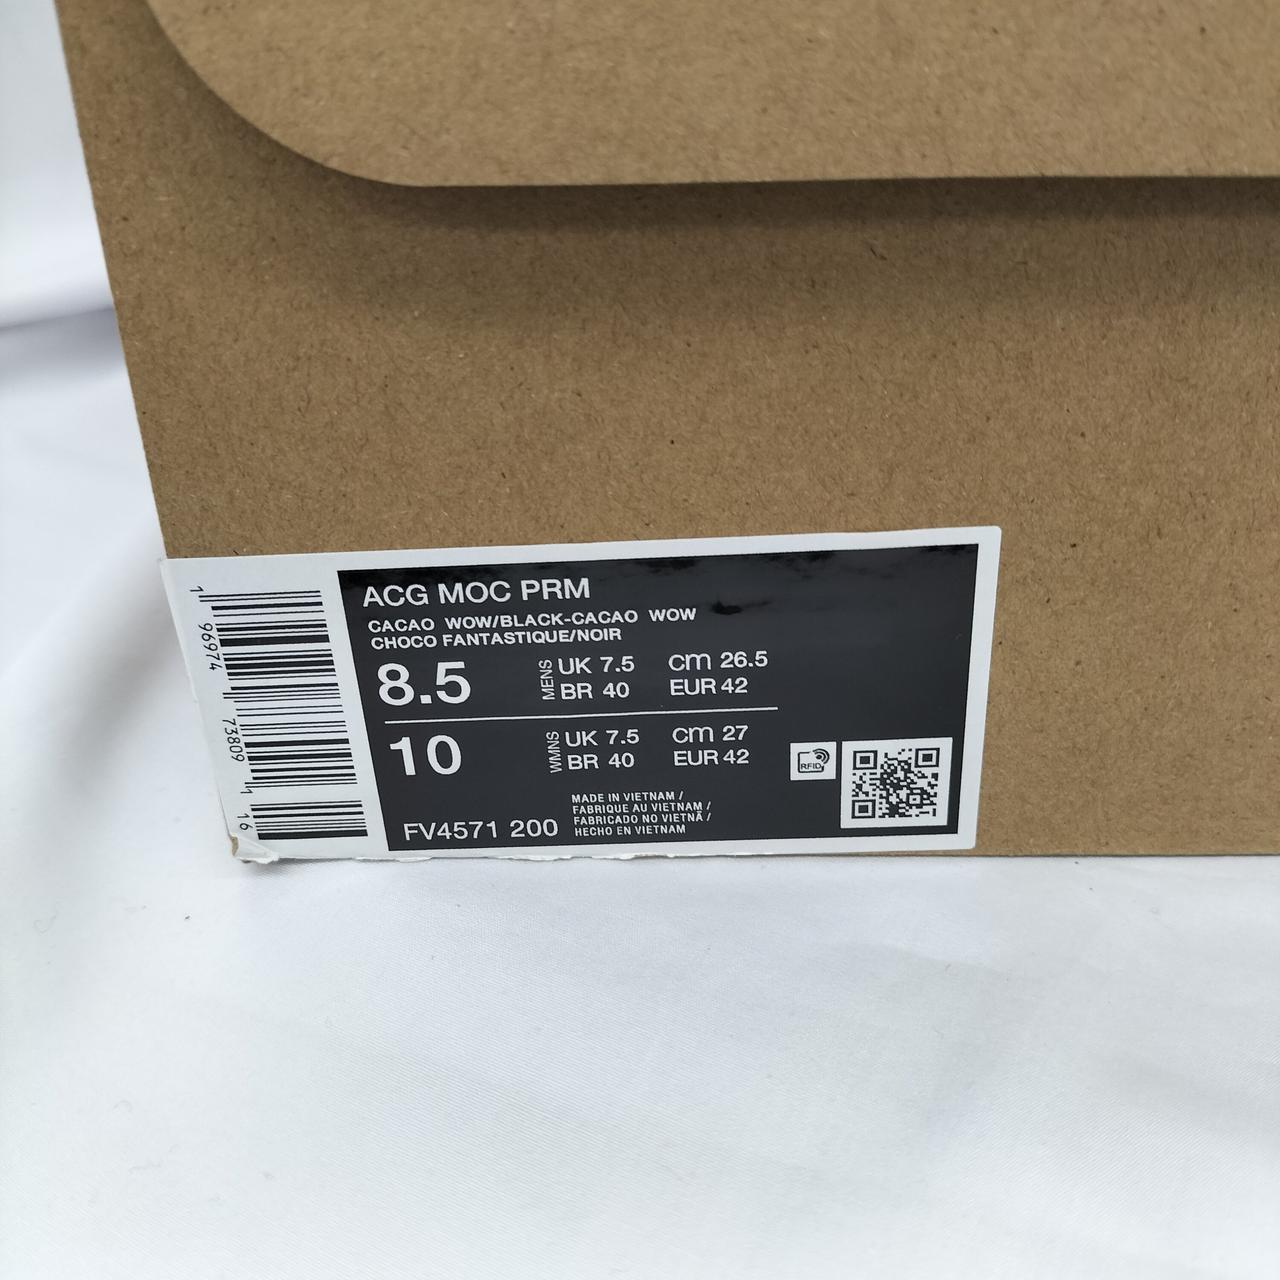 ACG MOC PRM
CACAO WOW/BLACK-CACAO WOW
CHOCO FANTASTIQUE/NOIR
8.5 MENS UK 7.5 cm 26.5
BR 40 EUR 42
10 WMNS UK 7.5 cm 27
BR 40 EUR 42
FV4571 200
MADE IN VIETNAM /
FABRIQUE AU VIETNAM /
FABRICADO NO VIETNÃ /
HECHO EN VIETNAM
RFID
1 96974 73809 1 16